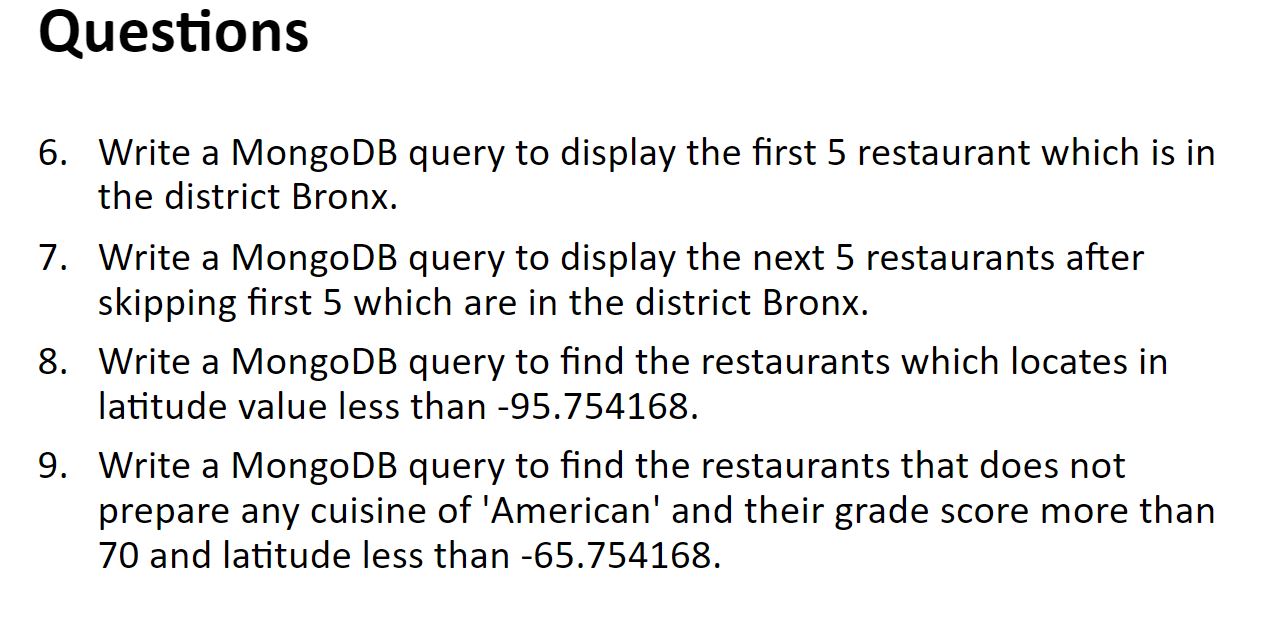 Questions
6. Write a MongoDB query to display the first 5 restaurant which is in
the district Bronx.
7. Write a MongoDB query to display the next 5 restaurants after
skipping first 5 which are in the district Bronx.
8. Write a MongoDB query to find the restaurants which locates in
latitude value less than -95.754168.
9. Write a MongoDB query to find the restaurants that does not
prepare any cuisine of 'American' and their grade score more than
70 and latitude less than -65.754168.